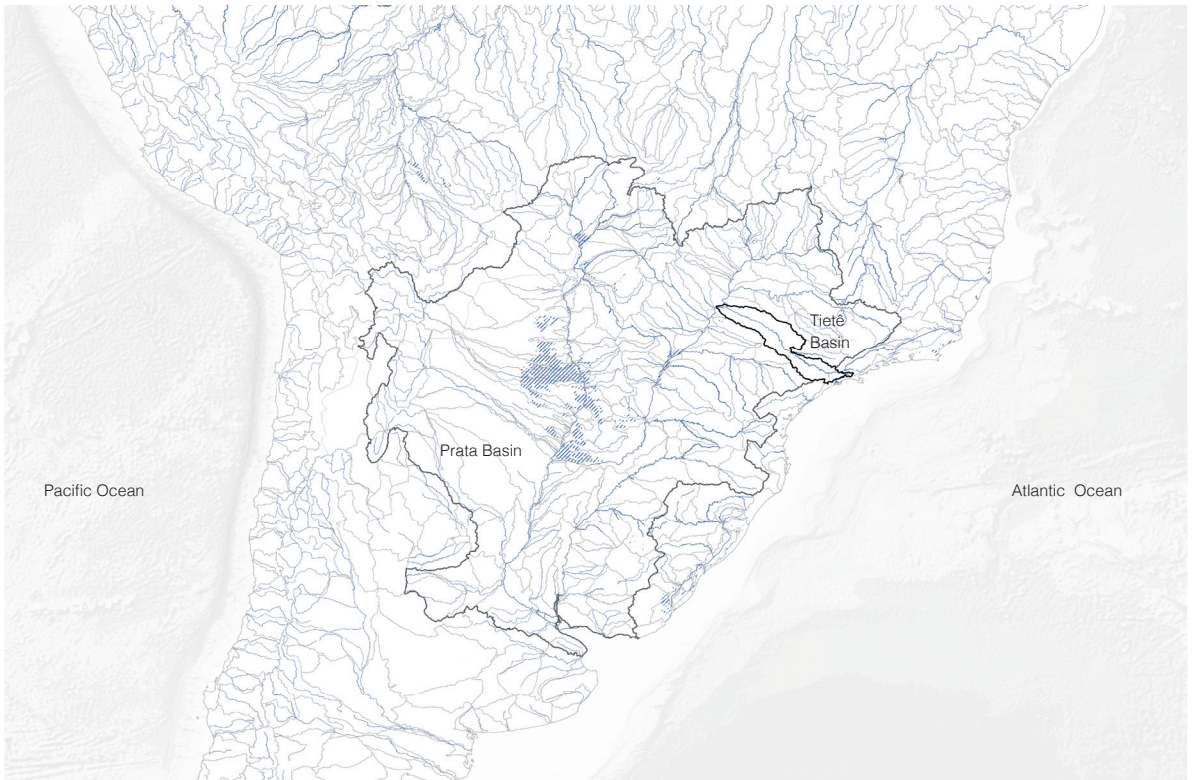 Tietê
Basin
Prata Basin
Pacific Ocean
Atlantic Ocean